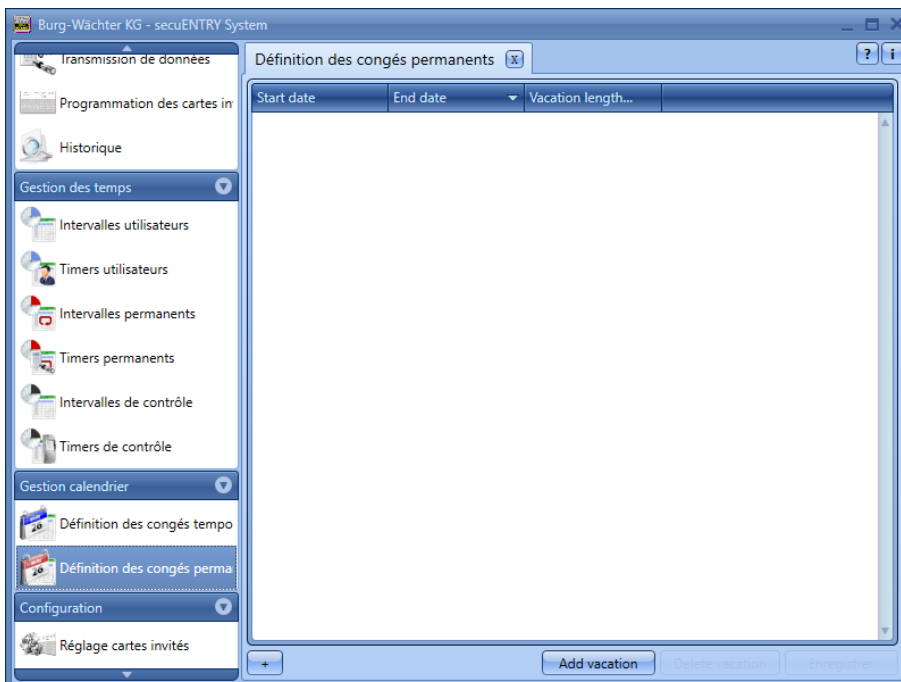 Burg-Wächter KG - secuENTRY System
Transmission de données
Programmation des cartes in
Historique
Gestion des temps
Intervalles utilisateurs
Timers utilisateurs
Intervalles permanents
Timers permanents
Intervalles de contrôle
Timers de contrôle
Gestion calendrier
Définition des congés tempo
Définition des congés perma
Configuration
Réglage cartes invités
Définition des congés permanents x
? i
Start date End date Vacation length...
+ Add vacation Delete vacation Enregistrer